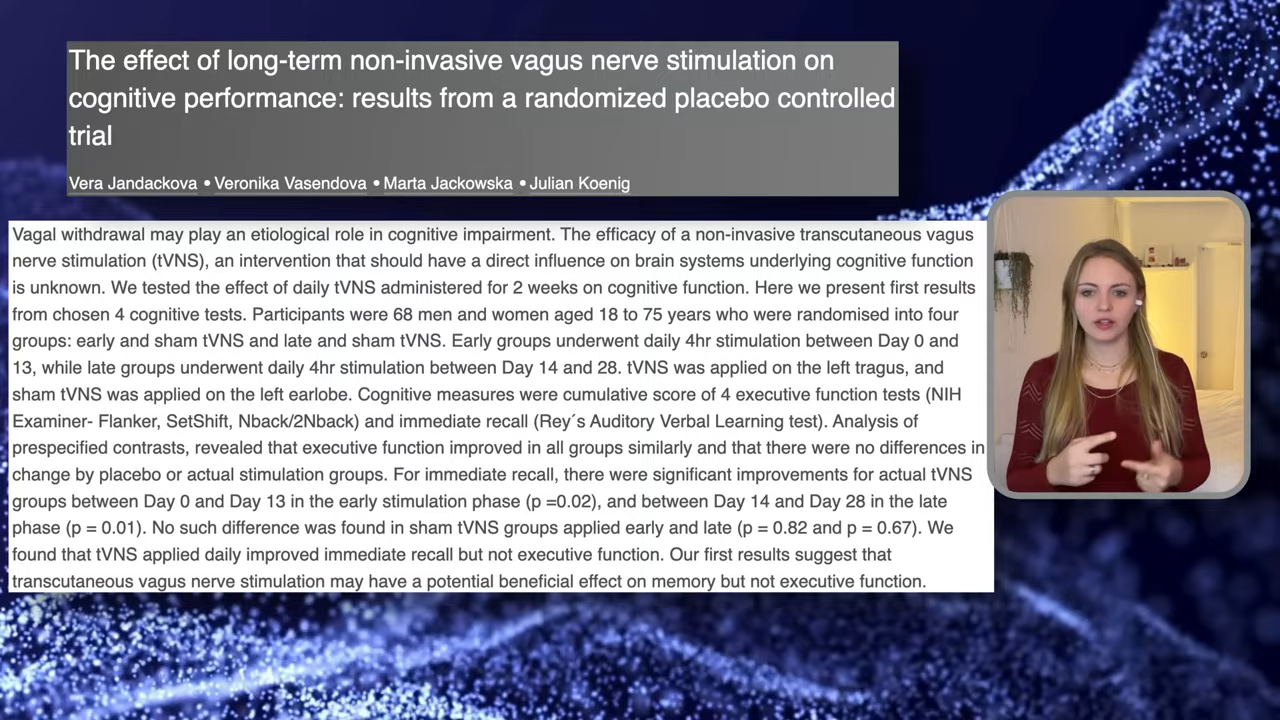 The effect of long-term non-invasive vagus nerve stimulation on
cognitive performance: results from a randomized placebo controlled
trial
Vera Jandackova • Veronika Vasendova • Marta Jackowska • Julian Koenig
Vagal withdrawal may play an etiological role in cognitive impairment. The efficacy of a non-invasive transcutaneous vagus
nerve stimulation (tVNS), an intervention that should have a direct influence on brain systems underlying cognitive function
is unknown. We tested the effect of daily tVNS administered for 2 weeks on cognitive function. Here we present first results
from chosen 4 cognitive tests. Participants were 68 men and women aged 18 to 75 years who were randomised into four
groups: early and sham tVNS and late and sham tVNS. Early groups underwent daily 4hr stimulation between Day 0 and
13, while late groups underwent daily 4hr stimulation between Day 14 and 28. tVNS was applied on the left tragus, and
sham tVNS was applied on the left earlobe. Cognitive measures were cumulative score of 4 executive function tests (NIH
Examiner- Flanker, SetShift, Nback/2Nback) and immediate recall (Rey´s Auditory Verbal Learning test). Analysis of
prespecified contrasts, revealed that executive function improved in all groups similarly and that there were no differences in
change by placebo or actual stimulation groups. For immediate recall, there were significant improvements for actual tVNS
groups between Day 0 and Day 13 in the early stimulation phase (p =0.02), and between Day 14 and Day 28 in the late
phase (p = 0.01). No such difference was found in sham tVNS groups applied early and late (p = 0.82 and p = 0.67). We
found that tVNS applied daily improved immediate recall but not executive function. Our first results suggest that
transcutaneous vagus nerve stimulation may have a potential beneficial effect on memory but not executive function.